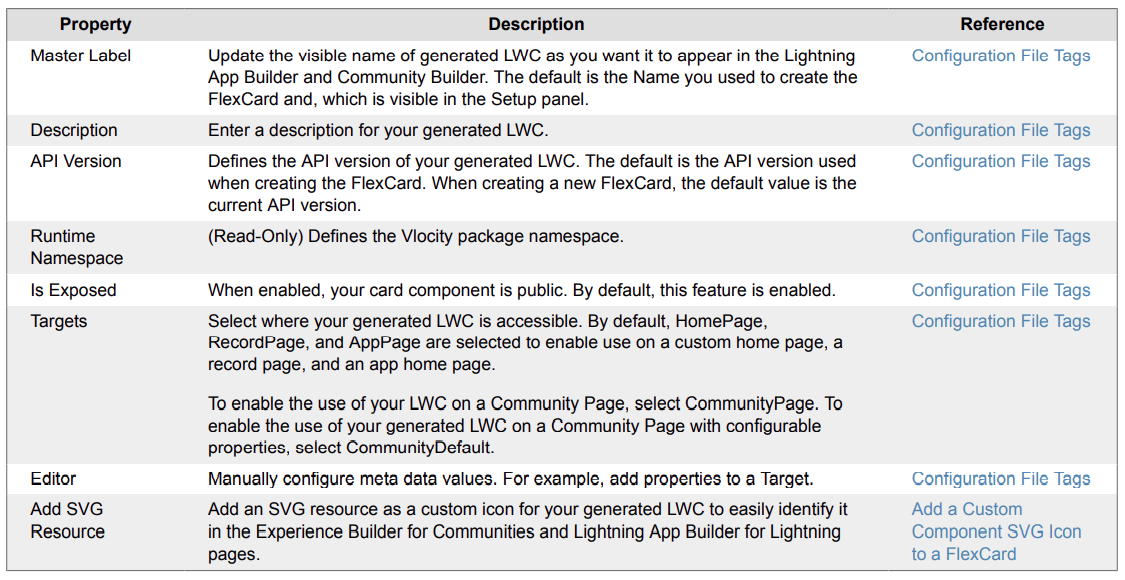 Property Description Reference
Master Label Update the visible name of generated LWC as you want it to appear in the Lightning Configuration File Tags
App Builder and Community Builder. The default is the Name you used to create the
FlexCard and, which is visible in the Setup panel.
Description Enter a description for your generated LWC. Configuration File Tags
API Version Defines the API version of your generated LWC. The default is the API version used Configuration File Tags
when creating the FlexCard. When creating a new FlexCard, the default value is the
current API version.
Runtime (Read-Only) Defines the Vlocity package namespace. Configuration File Tags
Namespace
Is Exposed When enabled, your card component is public. By default, this feature is enabled. Configuration File Tags
Targets Select where your generated LWC is accessible. By default, HomePage, Configuration File Tags
RecordPage, and AppPage are selected to enable use on a custom home page, a
record page, and an app home page.
To enable the use of your LWC on a Community Page, select CommunityPage. To
enable the use of your generated LWC on a Community Page with configurable
properties, select CommunityDefault.
Editor Manually configure meta data values. For example, add properties to a Target. Configuration File Tags
Add SVG Add an SVG resource as a custom icon for your generated LWC to easily identify it Add a Custom
Resource in the Experience Builder for Communities and Lightning App Builder for Lightning Component SVG Icon
pages. to a FlexCard